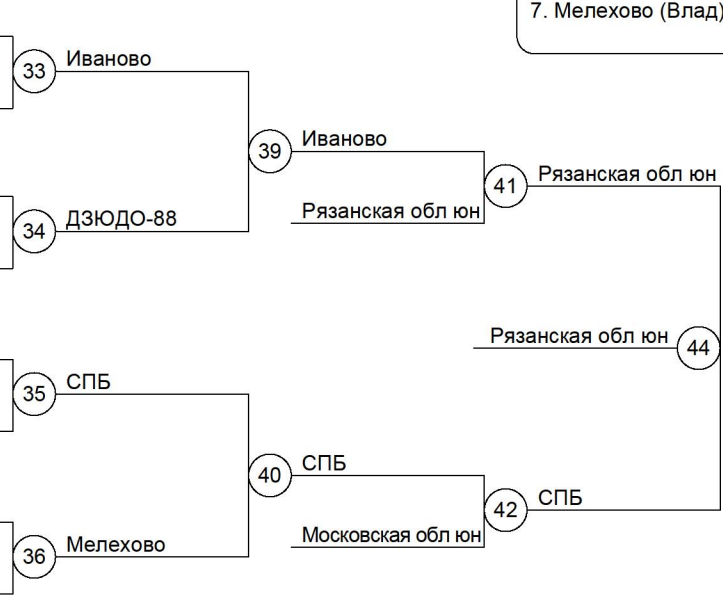 7. Мелехово (Влад)
33 Иваново
39 Иваново
41 Рязанская обл юн
Рязанская обл юн
34 ДЗЮДО-88
Рязанская обл юн 44
35 СПБ
40 СПБ
42 СПБ
Московская обл юн
36 Мелехово